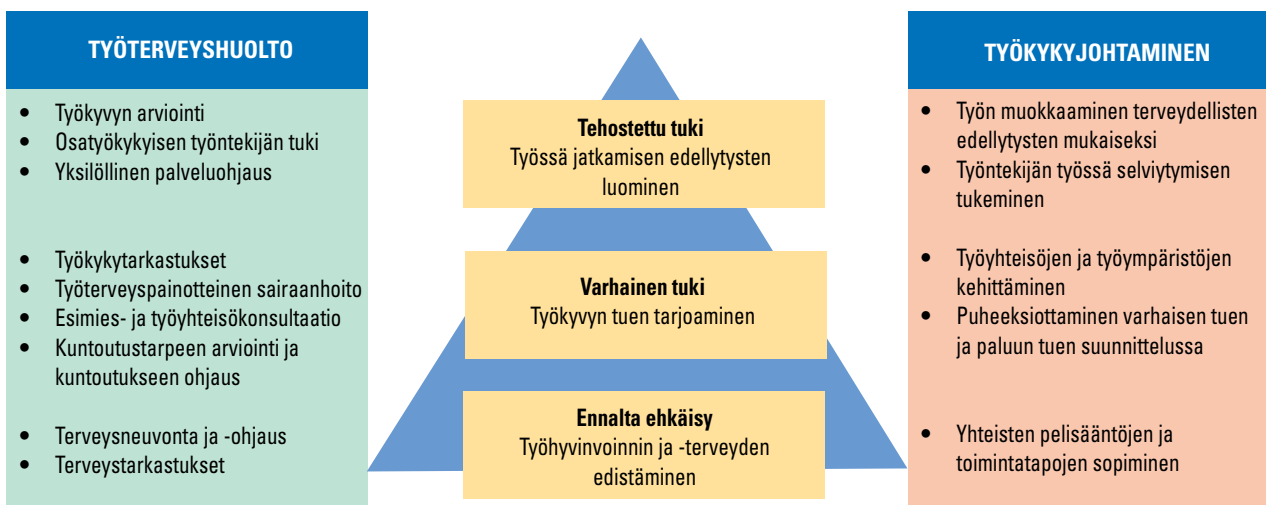 TYÖTERVEYSHUOLTO
• Työkyvyn arviointi
• Osatyökykyisen työntekijän tuki
• Yksilöllinen palveluohjaus
• Työkykytarkastukset
• Työterveyspainotteinen sairaanhoito
• Esimies- ja työyhteisökonsultaatio
• Kuntoutustarpeen arviointi ja
kuntoutukseen ohjaus
• Terveysneuvonta ja -ohjaus
• Terveystarkastukset
Tehostettu tuki
Työssä jatkamisen edellytysten
luominen
Varhainen tuki
Työkyvyn tuen tarjoaminen
Ennalta ehkäisy
Työhyvinvoinnin ja -terveyden
edistäminen
TYÖKYKYJOHTAMINEN
• Työn muokkaaminen terveydellisten
edellytysten mukaiseksi
• Työntekijän työssä selviytymisen
tukeminen
• Työyhteisöjen ja työympäristöjen
kehittäminen
• Puheeksiottaminen varhaisen tuen
ja paluun tuen suunnittelussa
• Yhteisten pelisääntöjen ja
toimintatapojen sopiminen